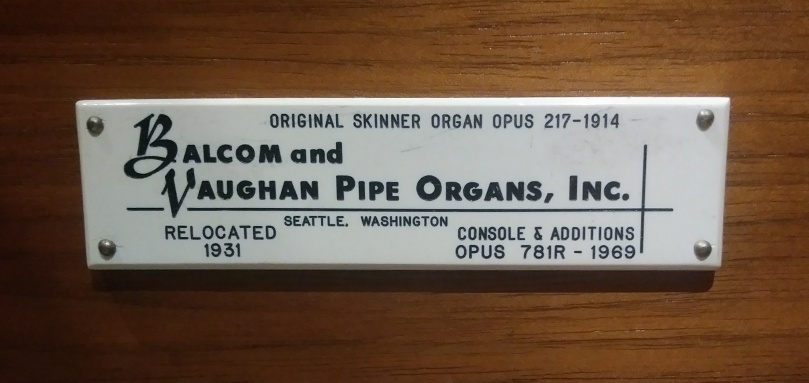 ORIGINAL SKINNER ORGAN OPUS 217-1914
BALCOM and
VAUGHAN PIPE ORGANS, INC.
SEATTLE, WASHINGTON
RELOCATED
1931
CONSOLE & ADDITIONS
OPUS 781R - 1969